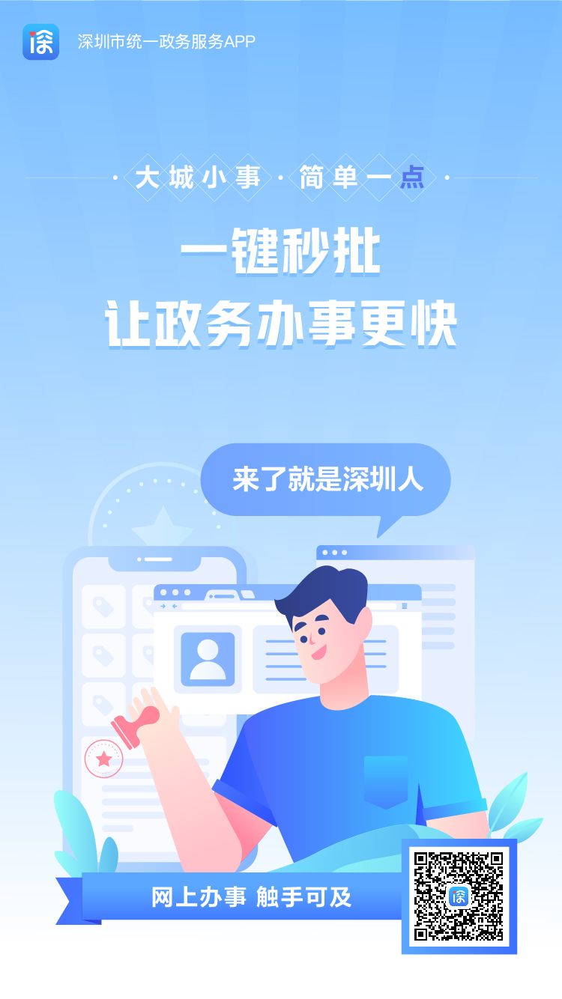 深
深圳市统一政务服务APP
大城小事·简单一点
一键秒批
让政务办事更快
来了就是深圳人
网上办事 触手可及
深